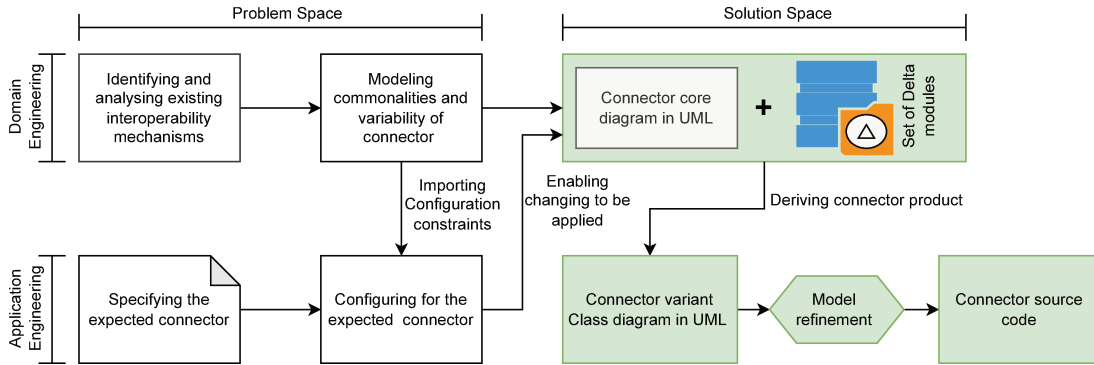 Problem Space
Solution Space
Domain
Engineering
Identifying and
analysing existing
interoperability
mechanisms
Modeling
commonalities and
variability of
connector
Connector core
diagram in UML
+
Set of Delta
modules
Importing
Configuration
constraints
Enabling
changing to be
applied
Deriving connector product
Application
Engineering
Specifying the
expected connector
Configuring for the
expected connector
Connector variant
Class diagram in UML
Model
refinement
Connector source
code